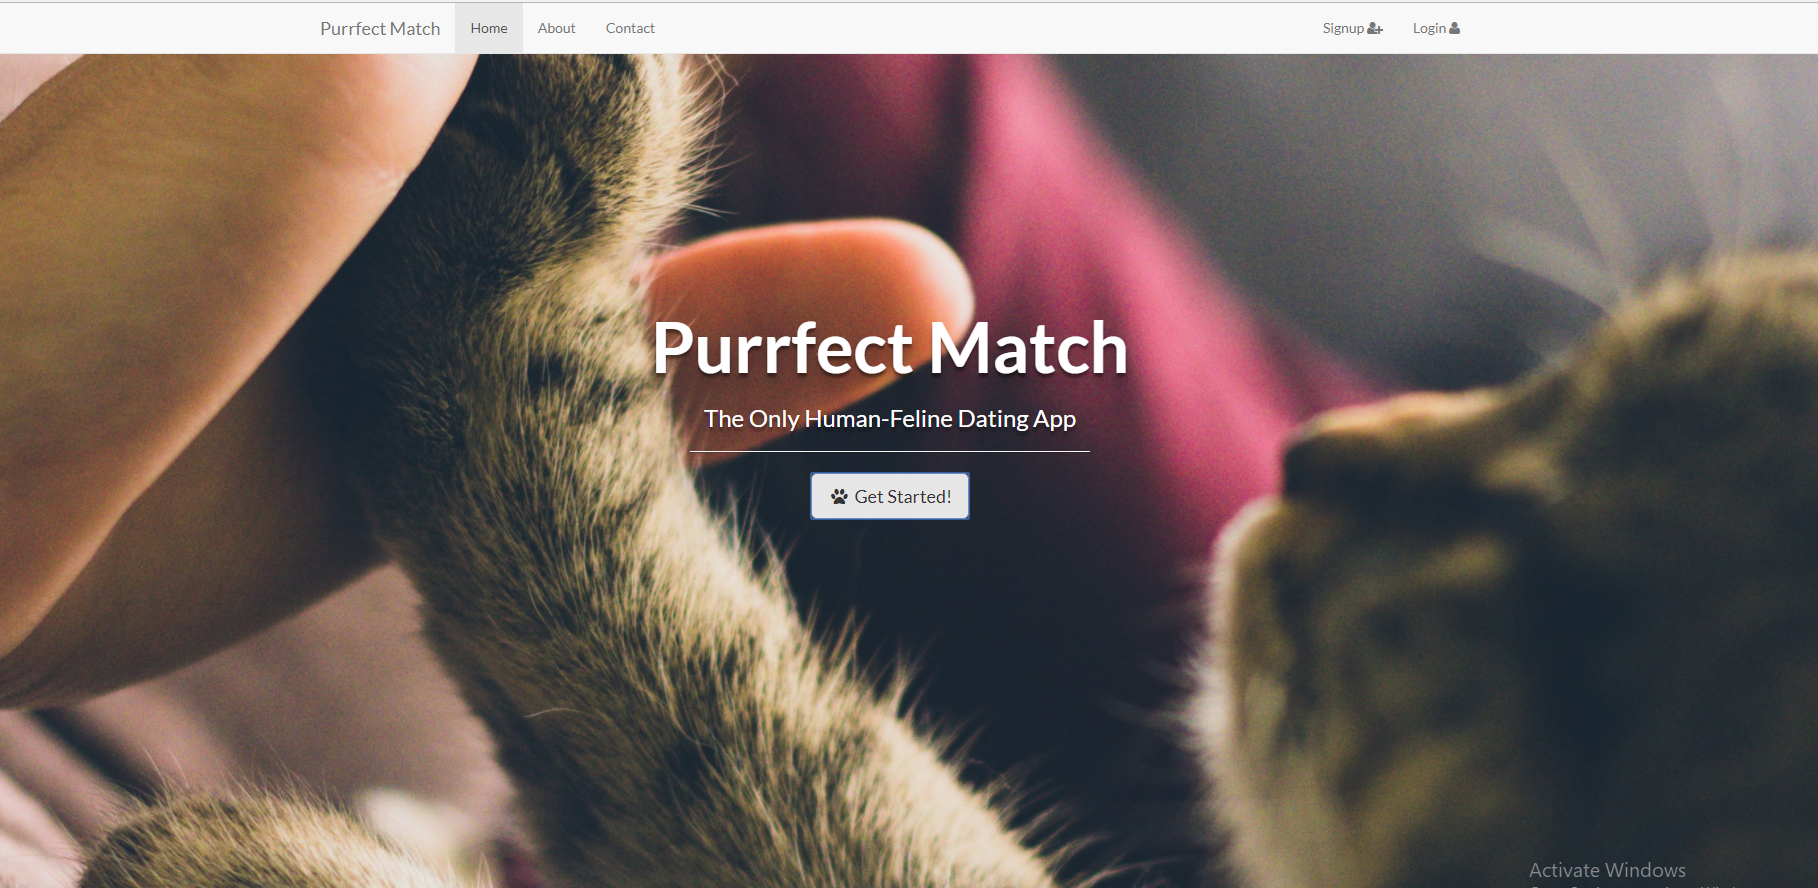 Purrfect Match Home About Contact Signup Login
Purrfect Match
The Only Human-Feline Dating App
Get Started!
Activate Windows